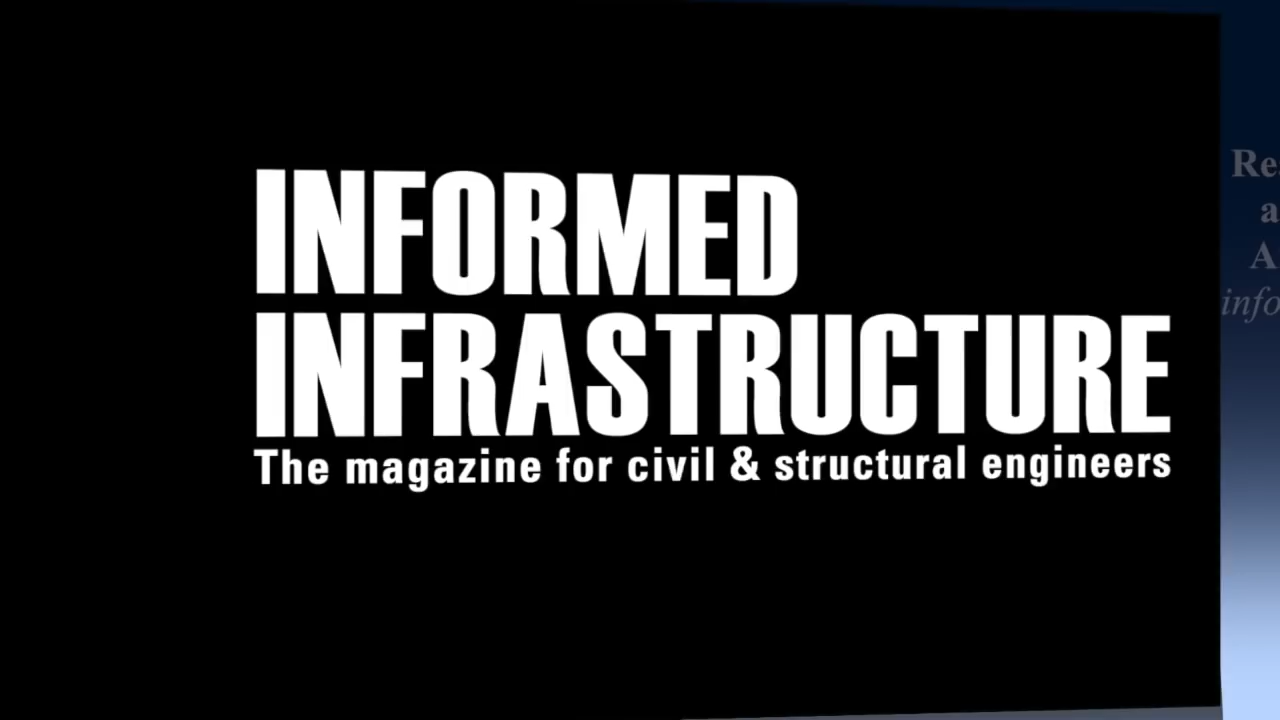 INFORMED
INFRASTRUCTURE
The magazine for civil & structural engineers